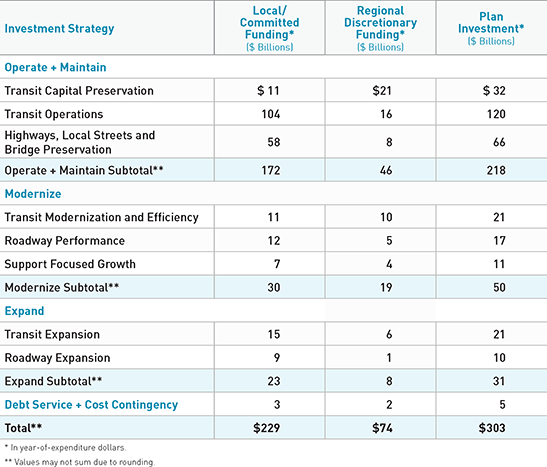 Investment Strategy Local/ Committed Funding* ($ Billions) Regional Discretionary Funding* ($ Billions) Plan Investment* ($ Billions)
Operate + Maintain
Transit Capital Preservation $ 11 $21 $ 32
Transit Operations 104 16 120
Highways, Local Streets and
Bridge Preservation 58 8 66
Operate + Maintain Subtotal** 172 46 218
Modernize
Transit Modernization and Efficiency 11 10 21
Roadway Performance 12 5 17
Support Focused Growth 7 4 11
Modernize Subtotal** 30 19 50
Expand
Transit Expansion 15 6 21
Roadway Expansion 9 1 10
Expand Subtotal** 23 8 31
Debt Service + Cost Contingency 3 2 5
Total** $229 $74 $303
* In year-of-expenditure dollars.
** Values may not sum due to rounding.